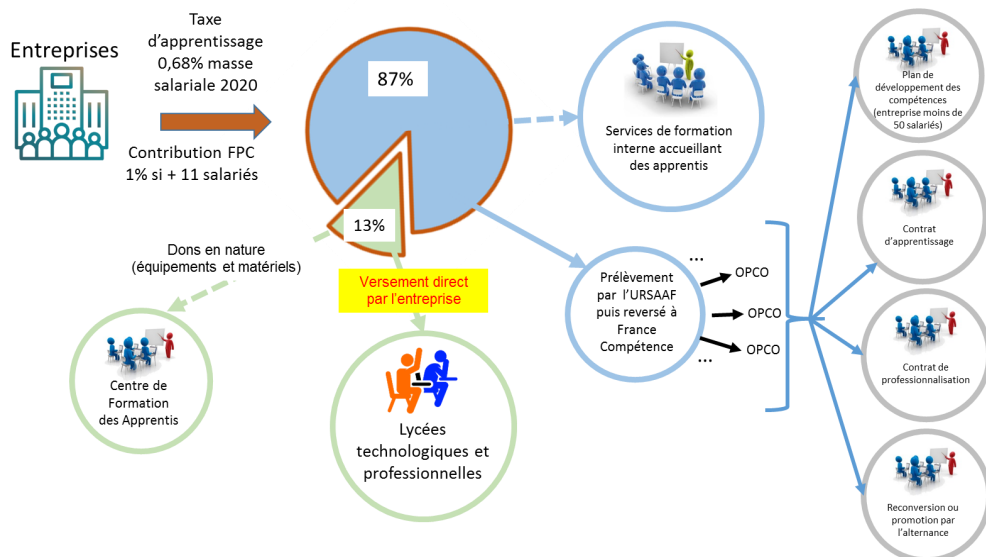 Entreprises
Taxe
d'apprentissage
0,68% masse
salariale 2020
Contribution FPC
1% si + 11 salariés
87%
13%
Services de formation
interne accueillant
des apprentis
Dons en nature
(équipements et matériels)
Versement direct
par l'entreprise
Centre de
Formation
des Apprentis
Lycées
technologiques et
professionnelles
Prélèvement
par l'URSAAF
puis reversé à
France
Compétence
...
OPCO
OPCO
OPCO
...
Plan de
développement des
compétences
(entreprise moins de
50 salariés)
Contrat
d'apprentissage
Contrat de
professionnalisation
Reconversion ou
promotion par
l'alternance